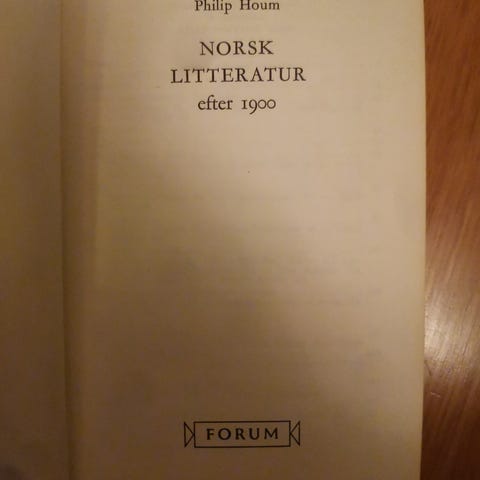 Philip Houm
NORSK
LITTERATUR
efter 1900
FORUM